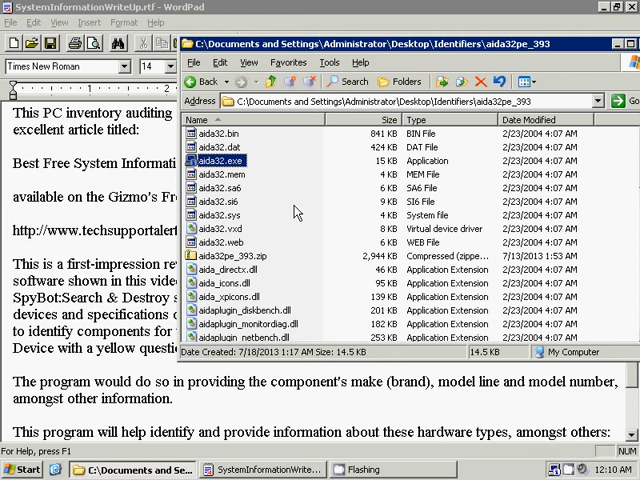 SystemInformationWriteUp.rtf - WordPad
File Edit View Insert Format Help
Times New Roman 14
This PC inventory auditing
excellent article titled:
Best Free System Informati
available on the Gizmo's Fr
http://www.techsupportalert
This is a first-impression re
software shown in this vide
SpyBot:Search & Destroy s
devices and specifications o
to identify components for
Device with a yellow questi
The program would do so in providing the component's make (brand), model line and model number,
amongst other information.
This program will help identify and provide information about these hardware types, amongst others:
For Help, press F1
NUM
C:\Documents and Settings\Administrator\Desktop\Identifiers\aida32pe_393
File Edit View Favorites Tools Help
Back Search Folders
Address C:\Documents and Settings\Administrator\Desktop\Identifiers\aida32pe_393 Go
Name Size Type Date Modified
aida32.bin 841 KB BIN File 2/23/2004 4:07 AM
aida32.dat 424 KB DAT File 2/23/2004 4:07 AM
aida32.exe 15 KB Application 2/23/2004 4:07 AM
aida32.mem 4 KB MEM File 2/23/2004 4:07 AM
aida32.sa6 4 KB SA6 File 2/23/2004 4:07 AM
aida32.si6 9 KB SI6 File 2/23/2004 4:07 AM
aida32.sys 4 KB System file 2/23/2004 4:07 AM
aida32.vxd 8 KB Virtual device driver 2/23/2004 4:07 AM
aida32.web 6 KB WEB File 2/23/2004 4:07 AM
aida32pe_393.zip 2,944 KB Compressed (zippe... 7/13/2013 1:53 AM
aida_directx.dll 46 KB Application Extension 2/23/2004 4:07 AM
aida_icons.dll 95 KB Application Extension 2/23/2004 4:07 AM
aida_xpicons.dll 139 KB Application Extension 2/23/2004 4:07 AM
aidaplugin_diskbench.dll 201 KB Application Extension 2/23/2004 4:07 AM
aidaplugin_monitordiag.dll 182 KB Application Extension 2/23/2004 4:07 AM
aidaplugin_netbench.dll 253 KB Application Extension 2/23/2004 4:07 AM
Date Created: 7/18/2013 1:17 AM Size: 14.5 KB 14.5 KB My Computer
Start C:\Documents and Se... SystemInformationWrite... Flashing 12:10 AM